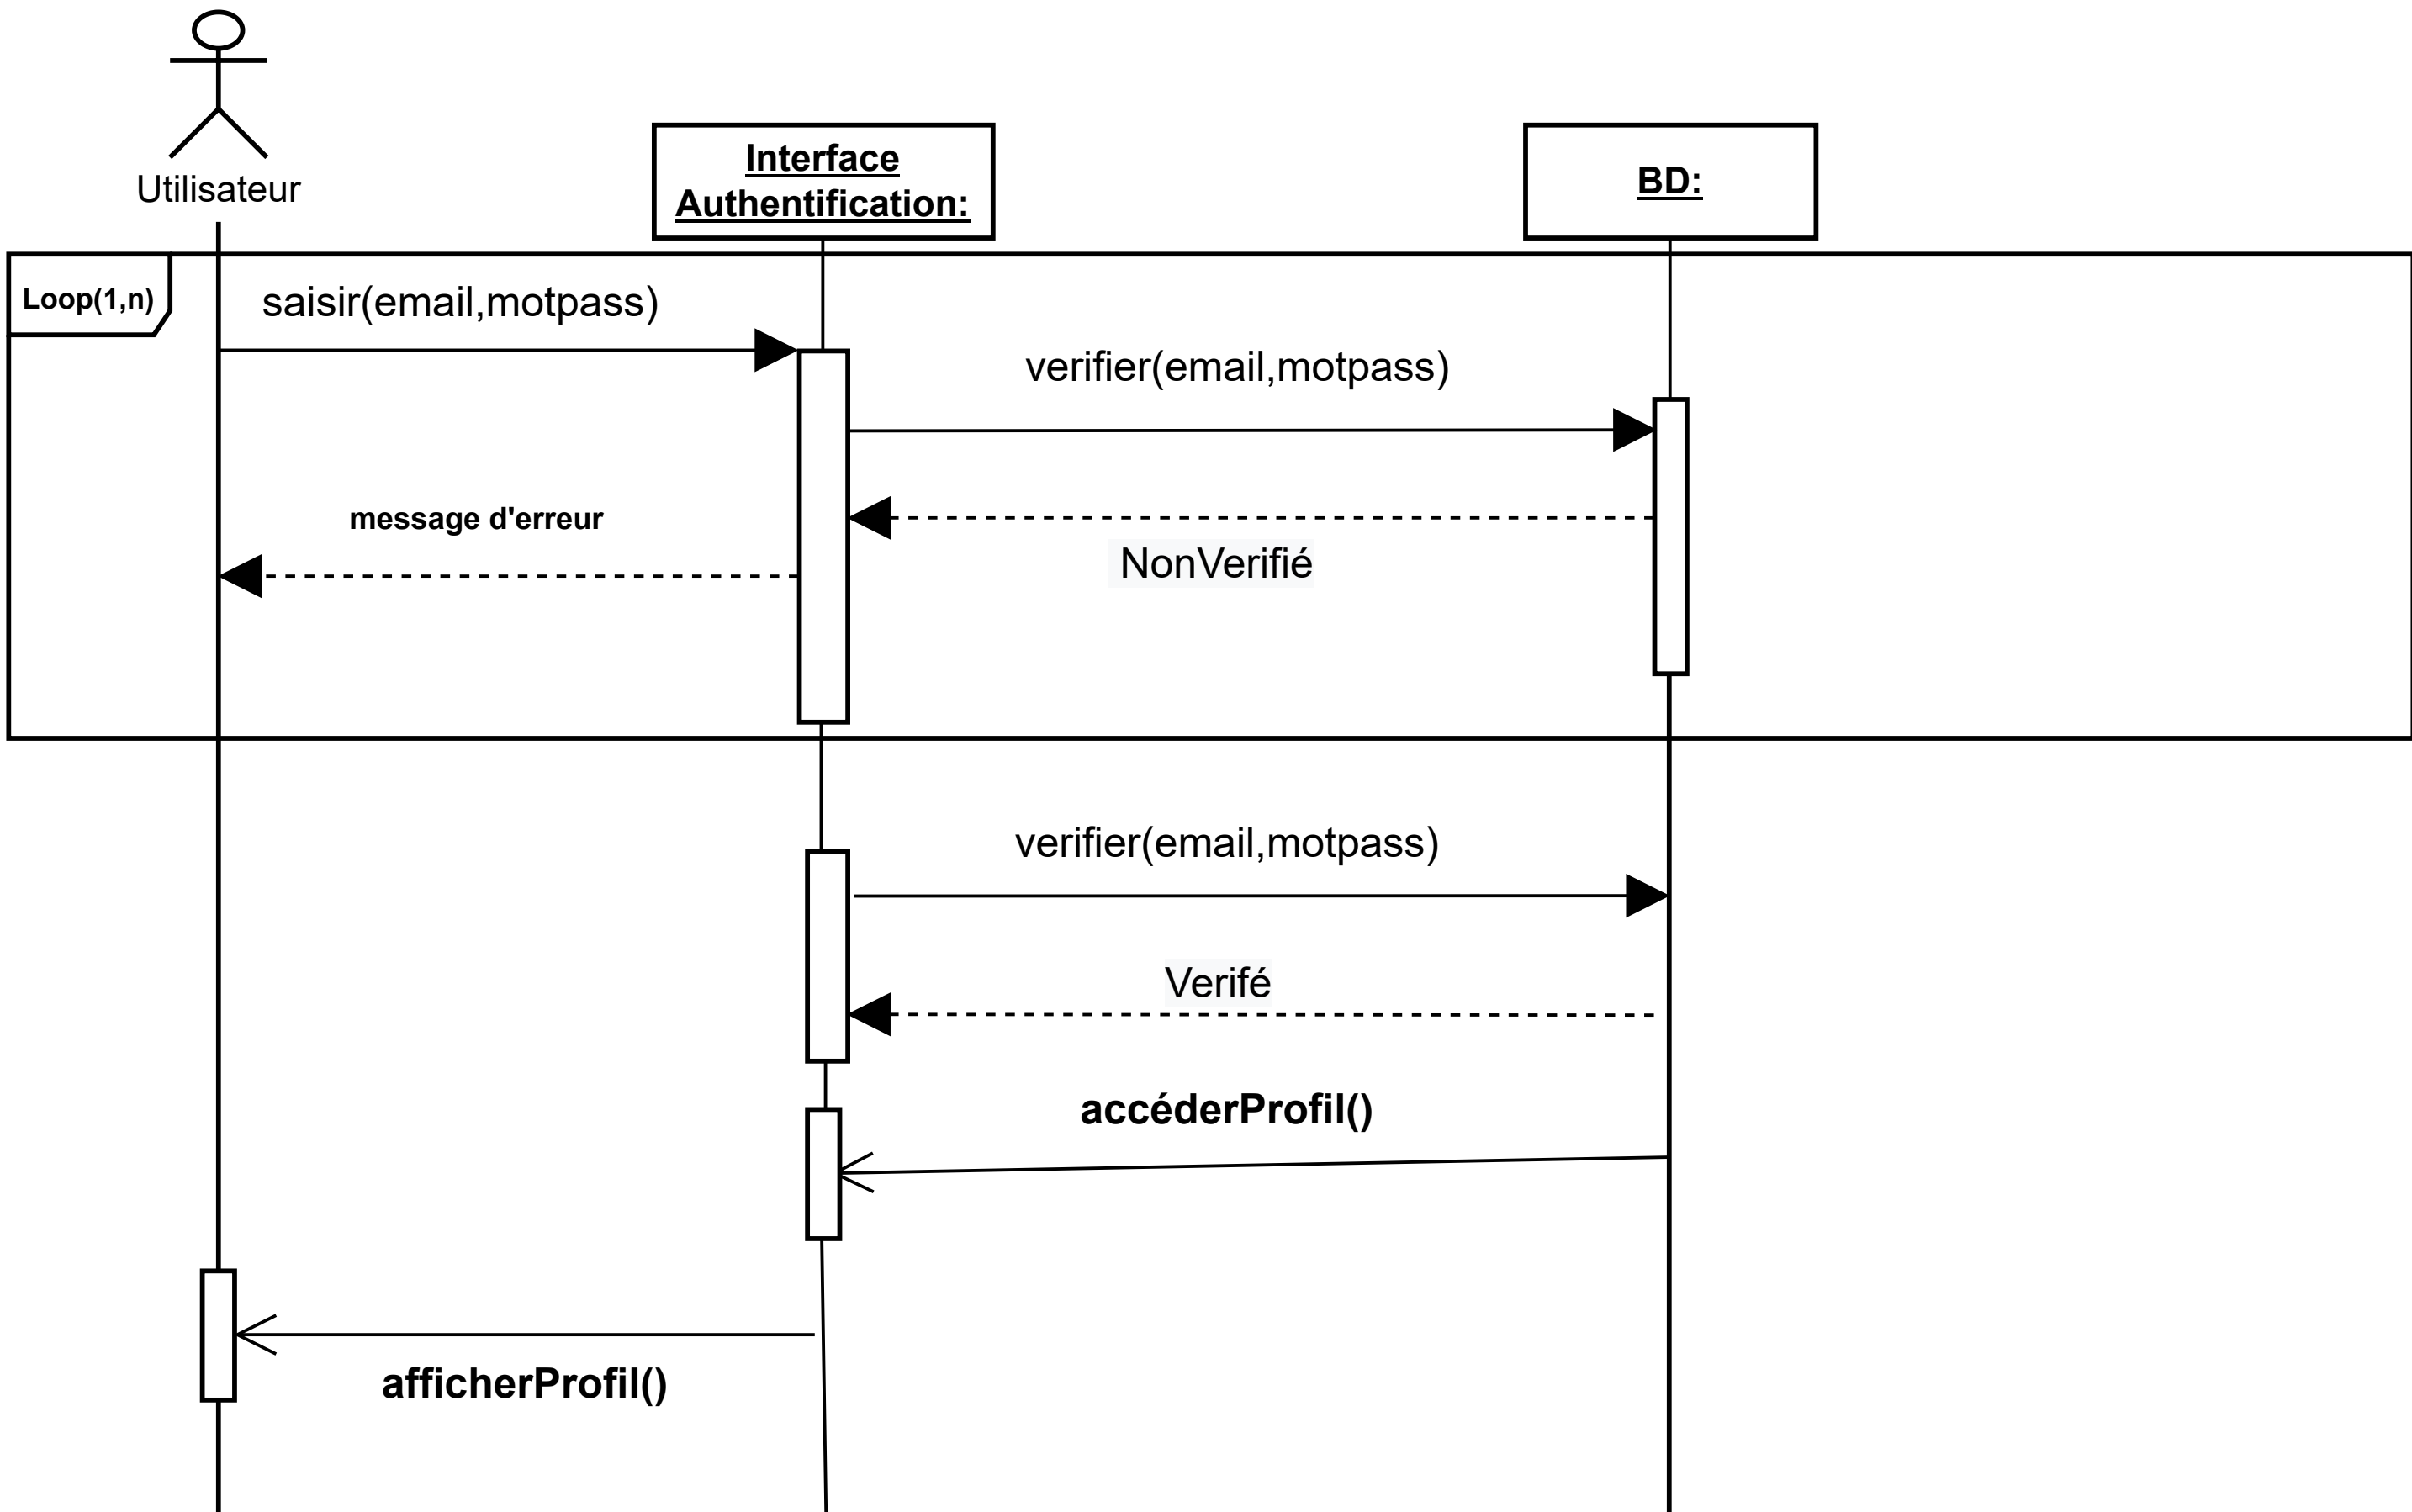 Utilisateur
Interface
Authentification:
BD:
Loop(1,n)
saisir(email,motpass)
verifier(email,motpass)
message d'erreur
NonVerifié
verifier(email,motpass)
Verifé
accéderProfil()
afficherProfil()